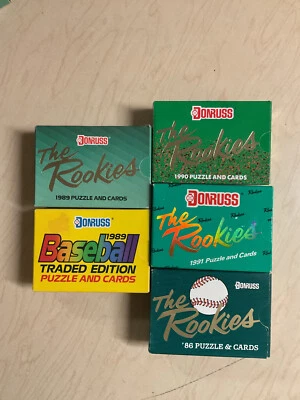 DONRUSS
The
Rookies
1989 PUZZLE AND CARDS
DONRUSS
1989
Baseball
TRADED EDITION
PUZZLE AND CARDS
DONRUSS
The
Rookies
1990 PUZZLE AND CARDS
DONRUSS
The
Rookies
1991 Puzzle and Cards
The
DONRUSS
Rookies
'86 PUZZLE & CARDS